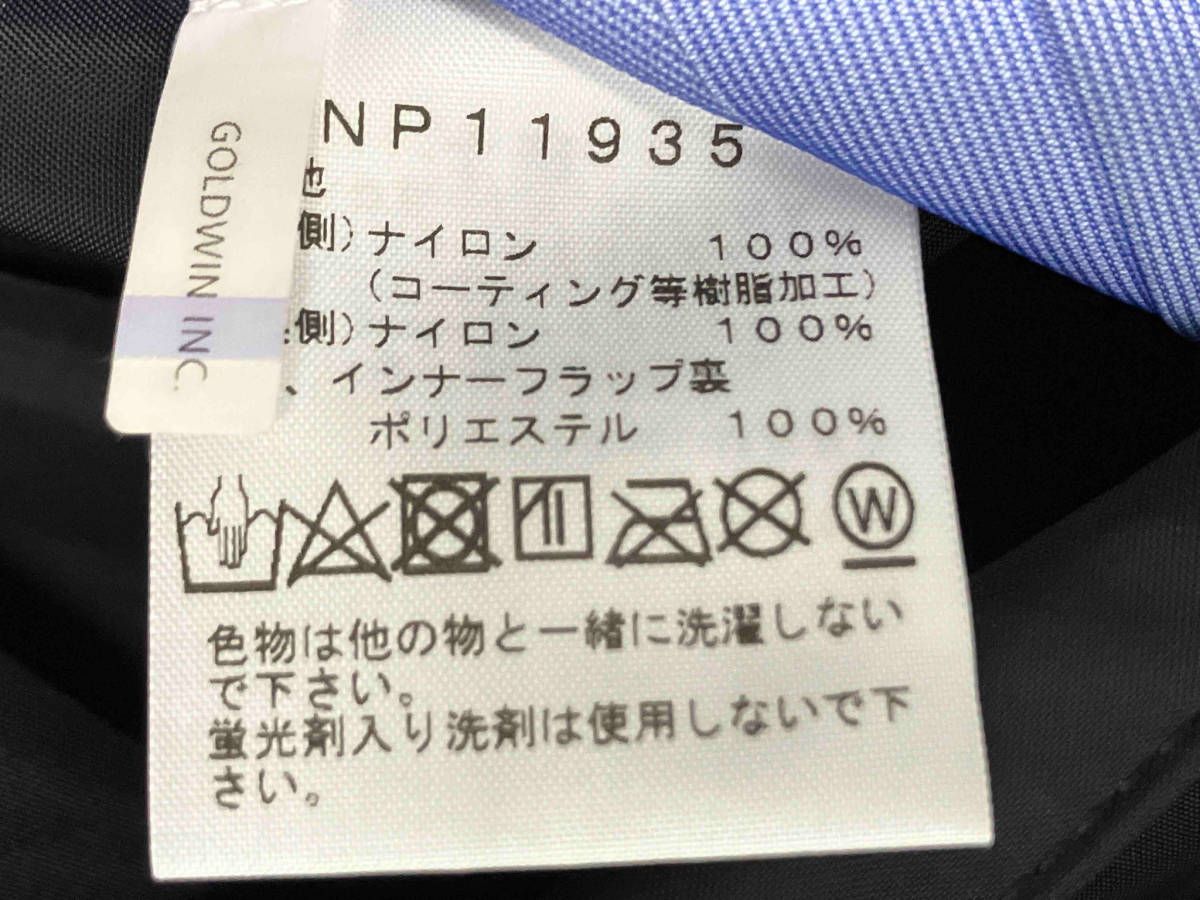 GOLDWIN INC.
NP11935
他
側)ナイロン 100%
(コーティング等樹脂加工)
側)ナイロン 100%
、インナーフラップ裏
ポリエステル 100%
W
色物は他の物と一緒に洗濯しない
で下さい。
蛍光剤入り洗剤は使用しないで下
さい。